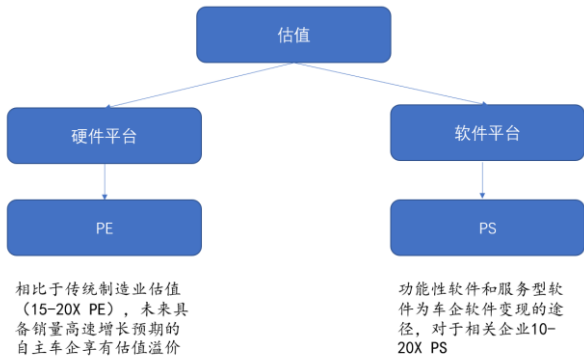 估值
硬件平台
软件平台
PE
PS
相比于传统制造业估值
（15-20X PE），未来具
备销量高速增长预期的
自主车企享有估值溢价
功能性软件和服务型软
件为车企软件变现的途
径，对于相关企业10-
20X PS